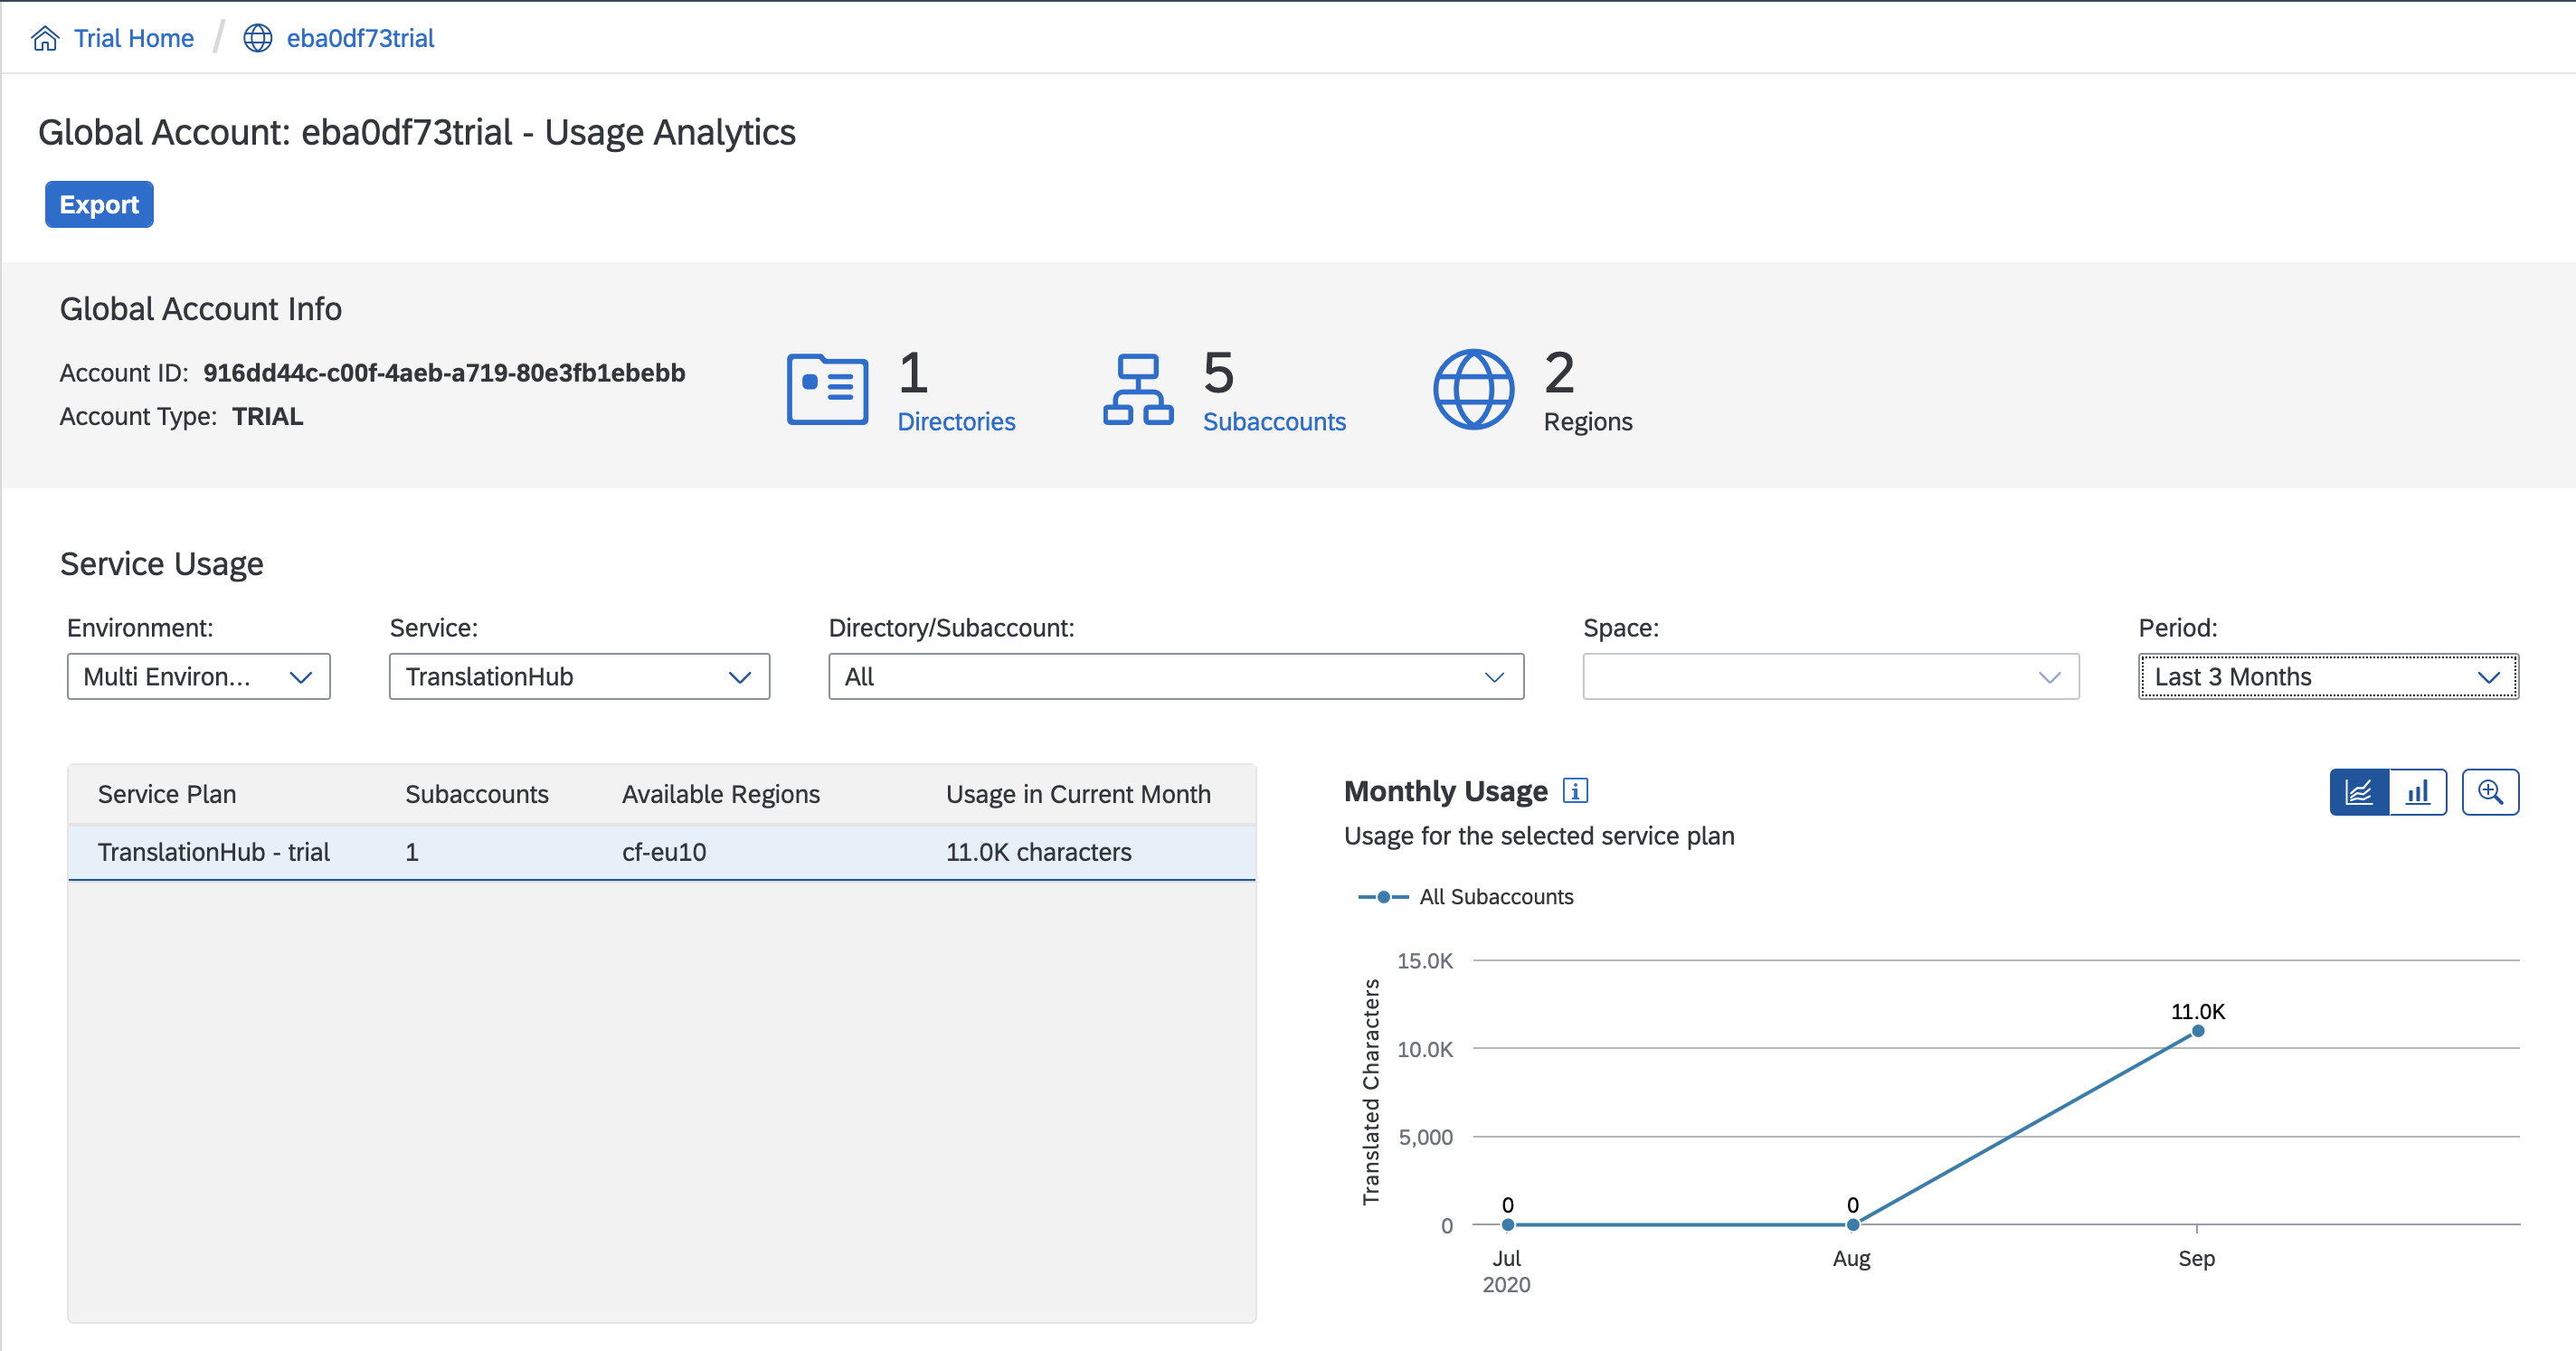 Trial Home / eba0df73trial
Global Account: eba0df73trial - Usage Analytics
Export
Global Account Info
Account ID: 916dd44c-c00f-4aeb-a719-80e3fb1ebebb
Account Type: TRIAL
1
Directories
5
Subaccounts
2
Regions
Service Usage
Environment:
Multi Environ...
Service:
TranslationHub
Directory/Subaccount:
All
Space:
Period:
Last 3 Months
Service Plan Subaccounts Available Regions Usage in Current Month
TranslationHub - trial 1 cf-eu10 11.0K characters
Monthly Usage
Usage for the selected service plan
All Subaccounts
Translated Characters
15.0K
10.0K
5,000
0
0
0
11.0K
Jul
2020
Aug
Sep